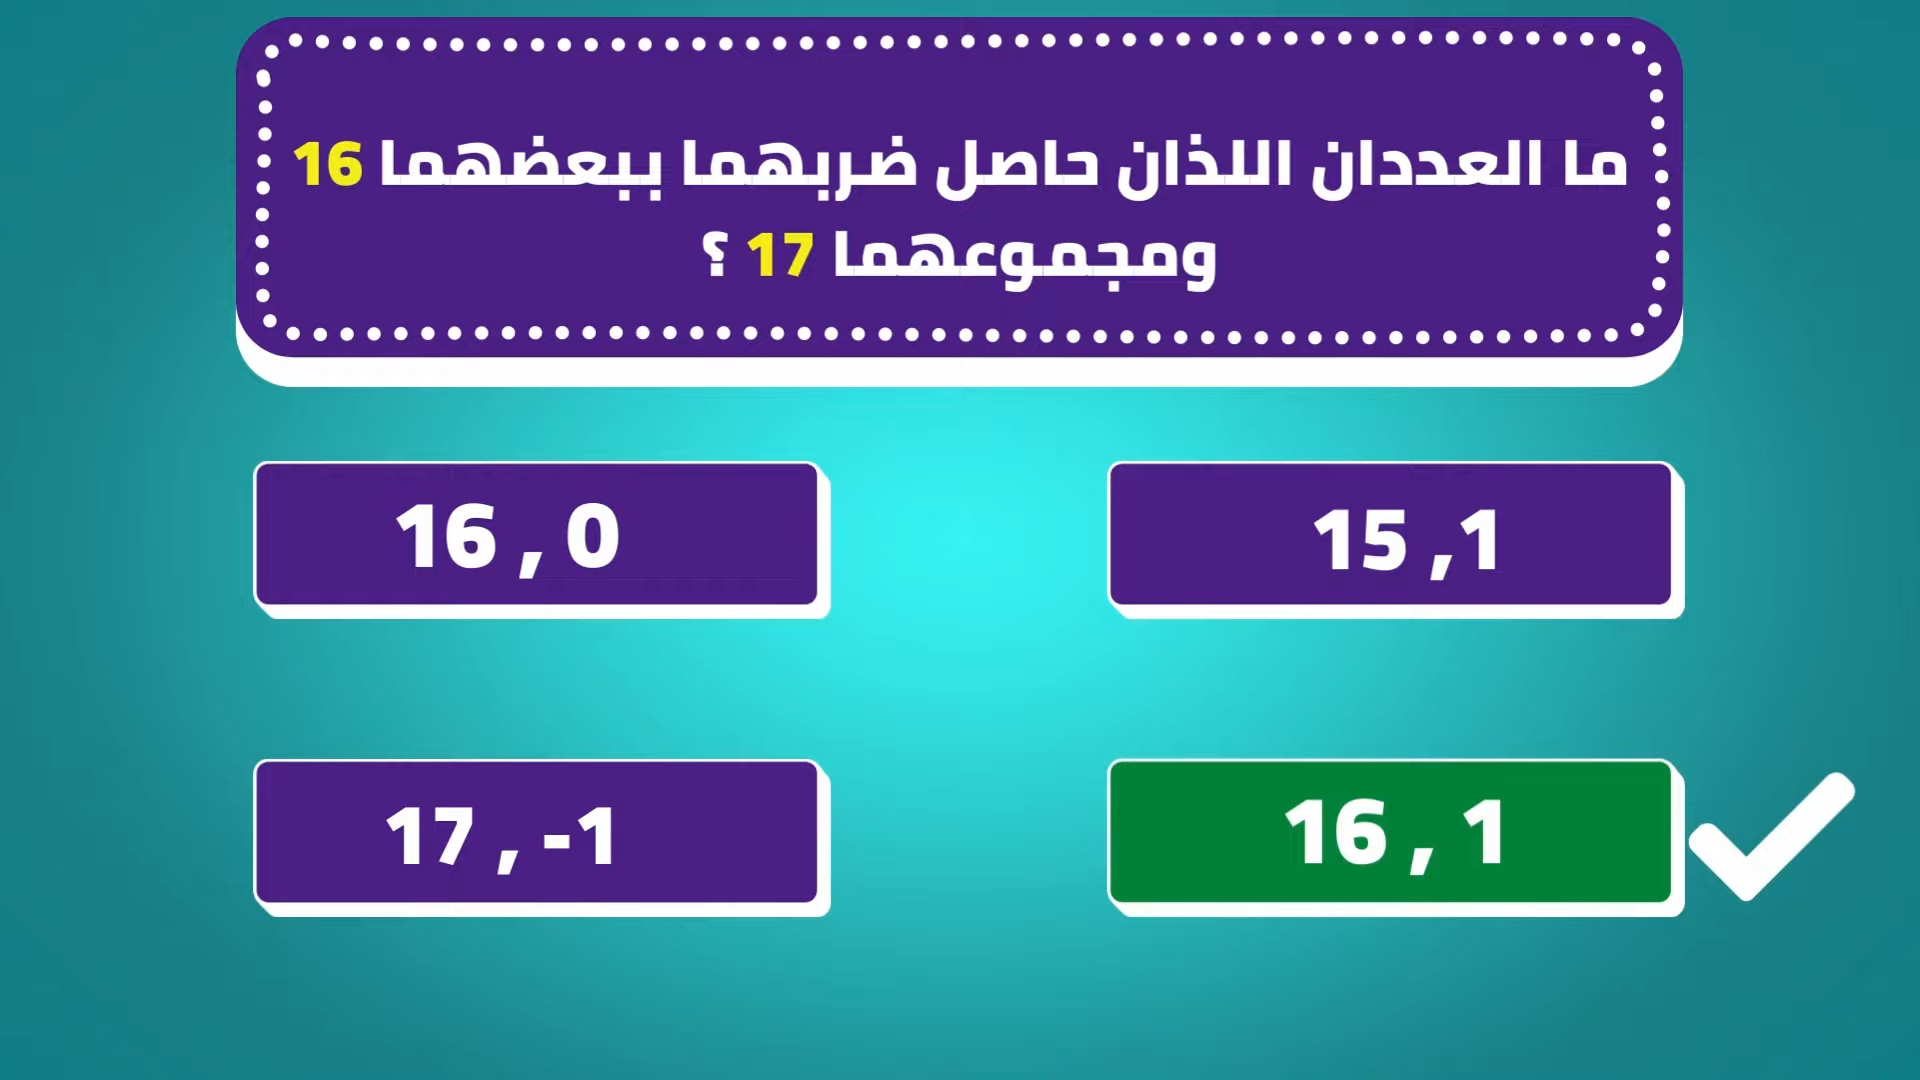 ما العددان اللذان حاصل ضربهما ببعضهما 16
ومجموعهما 17 ؟
15 ,1
16 , 0
16 , 1
17 , -1